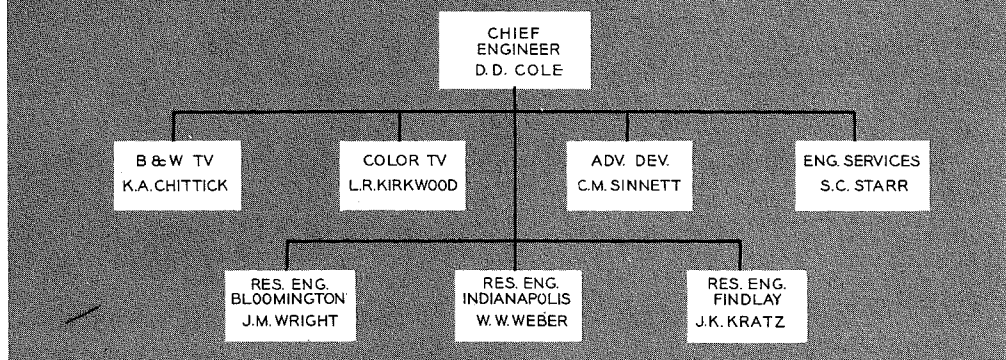 CHIEF
ENGINEER
D. D. COLE
B & W TV
K.A. CHITTICK
COLOR TV
L.R. KIRKWOOD
ADV. DEV.
C.M. SINNETT
ENG. SERVICES
S.C. STARR
RES. ENG.
BLOOMINGTON
J.M. WRIGHT
RES. ENG.
INDIANAPOLIS
W. W. WEBER
RES. ENG.
FINDLAY
J.K. KRATZ